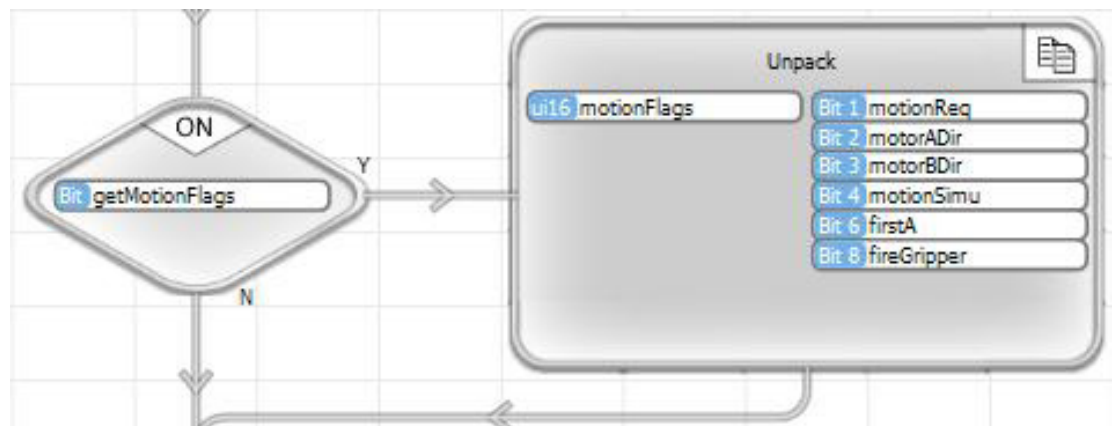 ON
Bit getMotionFlags
Y
N
Unpack
ui16 motionFlags
Bit 1 motionReq
Bit 2 motorADir
Bit 3 motorBDir
Bit 4 motionSimu
Bit 6 firstA
Bit 8 fireGripper